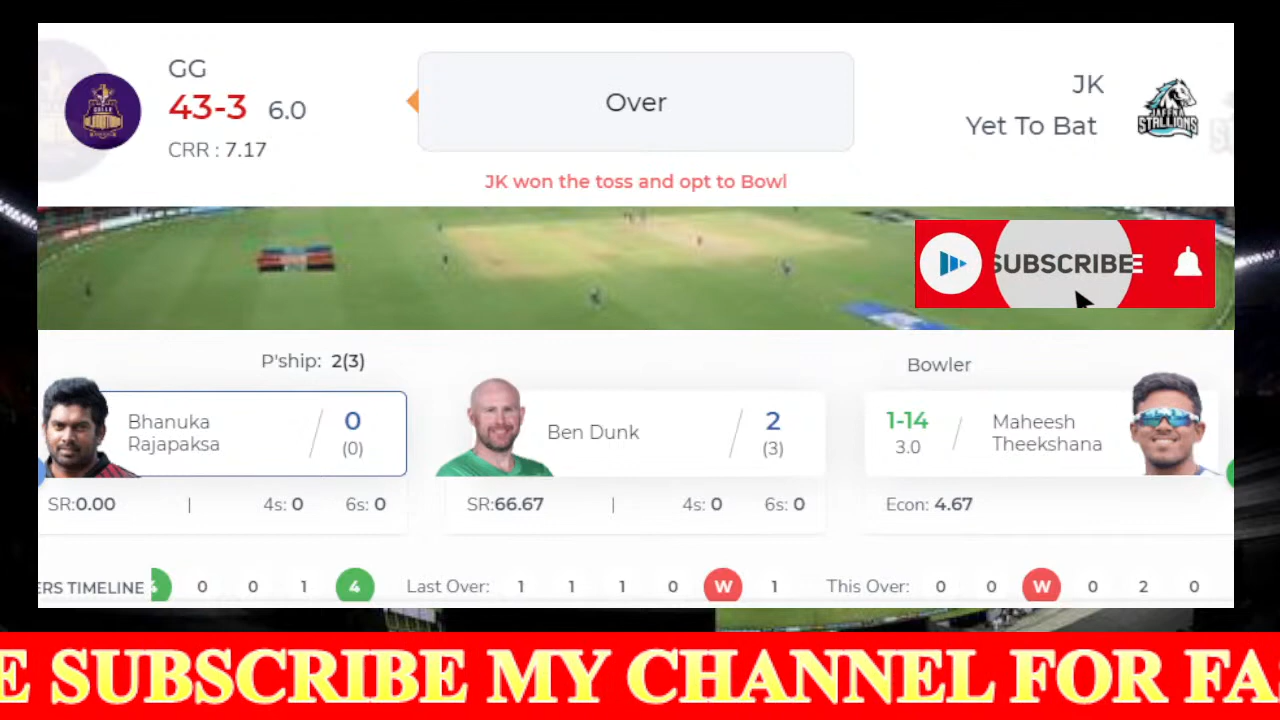 GG
43-3 6.0
CRR : 7.17
Over
JK
Yet To Bat
JAFFNA
STALLIONS
JK won the toss and opt to Bowl
SUBSCRIBE
P'ship: 2(3)
Bhanuka
Rajapaksa
0
(0)
SR:0.00 | 4s: 0 6s: 0
Ben Dunk
2
(3)
SR:66.67 | 4s: 0 6s: 0
Bowler
1-14
3.0
Maheesh
Theekshana
Econ: 4.67
ERS TIMELINE 4 0 0 1 4 Last Over: 1 1 1 0 W 1 This Over: 0 0 W 0 2 0
E SUBSCRIBE MY CHANNEL FOR FA